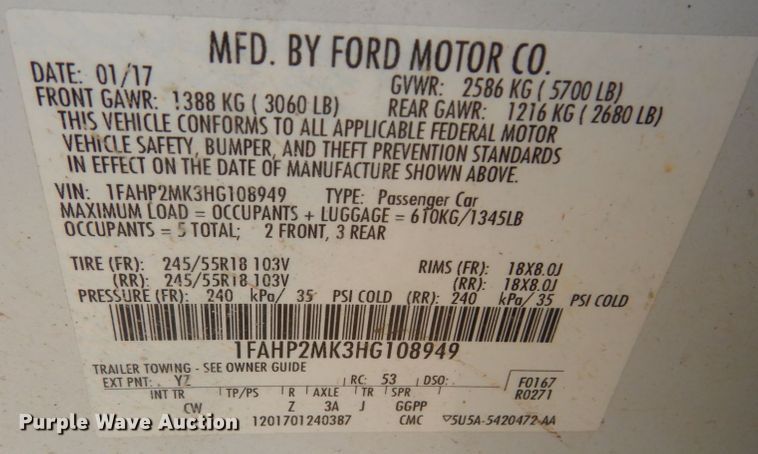 MFD. BY FORD MOTOR CO.
DATE: 01/17 GVWR: 2586 KG ( 5700 LB)
FRONT GAWR: 1388 KG ( 3060 LB) REAR GAWR: 1216 KG ( 2680 LB)
THIS VEHICLE CONFORMS TO ALL APPLICABLE FEDERAL MOTOR
VEHICLE SAFETY, BUMPER, AND THEFT PREVENTION STANDARDS
IN EFFECT ON THE DATE OF MANUFACTURE SHOWN ABOVE.
VIN: 1FAHP2MK3HG108949 TYPE: Passenger Car
MAXIMUM LOAD = OCCUPANTS + LUGGAGE = 610KG/1345LB
OCCUPANTS = 5 TOTAL; 2 FRONT, 3 REAR
TIRE (FR): 245/55R18 103V RIMS (FR): 18X8.0J
(RR): 245/55R18 103V (RR): 18X8.0J
PRESSURE (FR): 240 kPa/ 35 PSI COLD (RR): 240 kPa/ 35 PSI COLD
1FAHP2MK3HG108949
TRAILER TOWING - SEE OWNER GUIDE
EXT PNT: YZ RC: 53 DSO: F0167
INT TR TP/PS R AXLE TR SPR R0271
CW Z 3A J GGPP
1201701240387 CMC ▽5U5A-5420472-AA
Purple Wave Auction